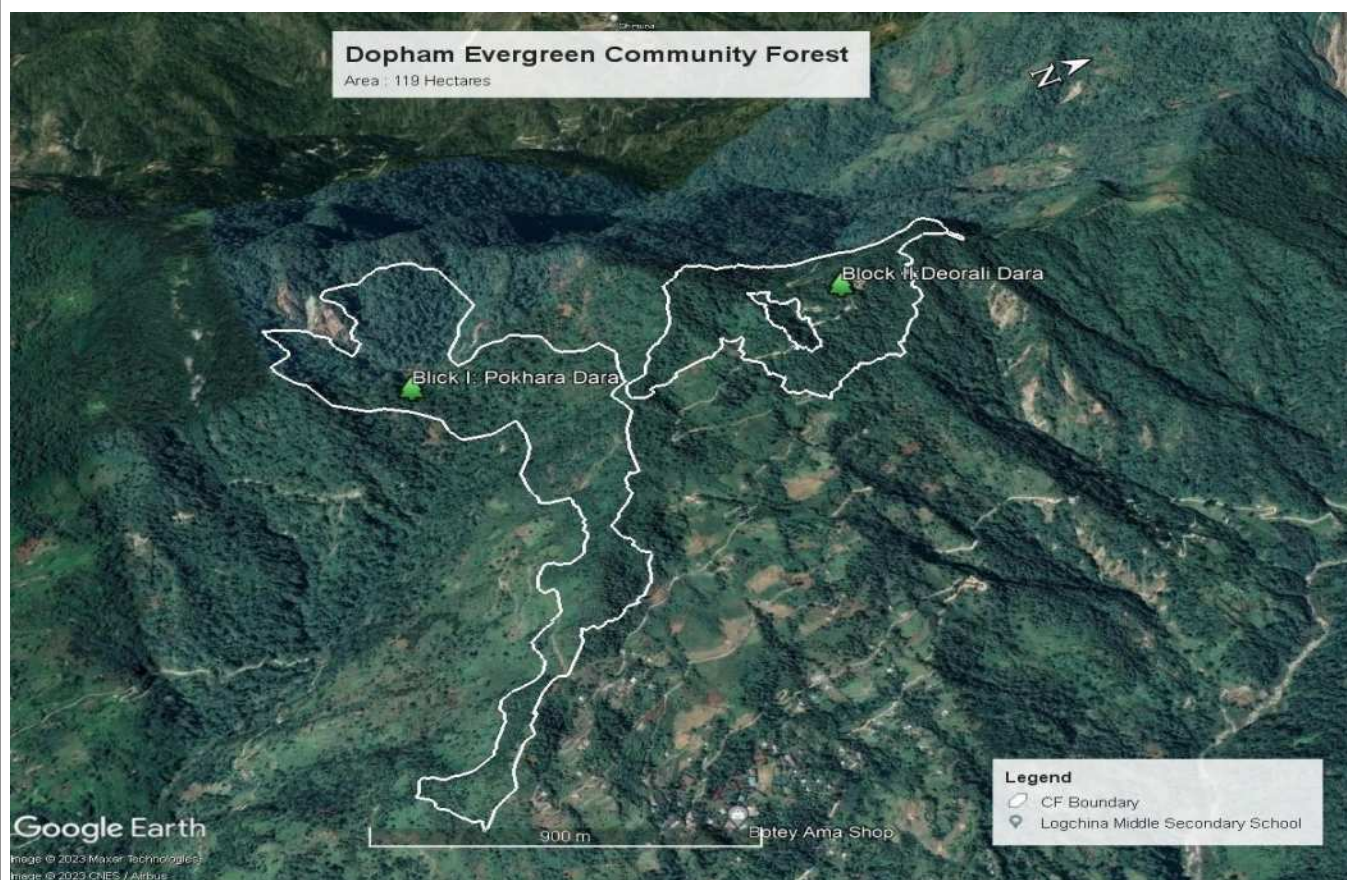 Dopham Evergreen Community Forest
Area : 119 Hectares
N
Block II Deorali Dara
Blick I: Pokhara Dara
Legend
CF Boundary
Logchina Middle Secondary School
Google Earth
900 m
Botey Ama Shop
Image © 2023 Maxar Technologies
Image © 2023 CNES / Airbus